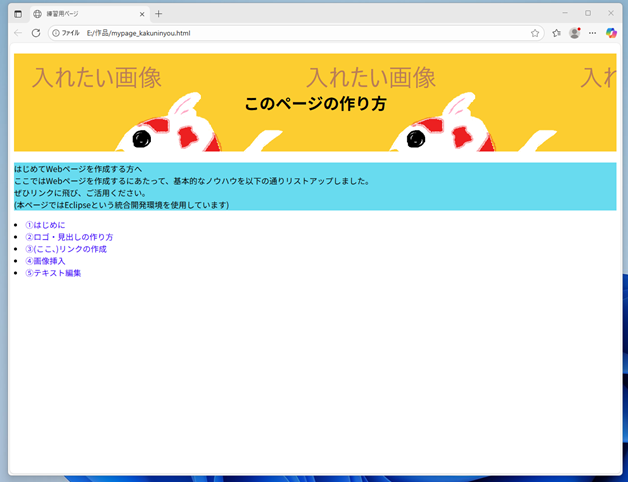 練習用ページ
ファイル E:/作品/mypage_kakuninyou.html
入れたい画像 入れたい画像 入れ
このページの作り方
はじめてWebページを作成する方へ
ここではWebページを作成するにあたって、基本的なノウハウを以下の通りリストアップしました。
ぜひリンクに飛び、ご活用ください。
(本ページではEclipseという統合開発環境を使用しています)
①はじめに
②ロゴ・見出しの作り方
③(ここ、)リンクの作成
④画像挿入
⑤テキスト編集